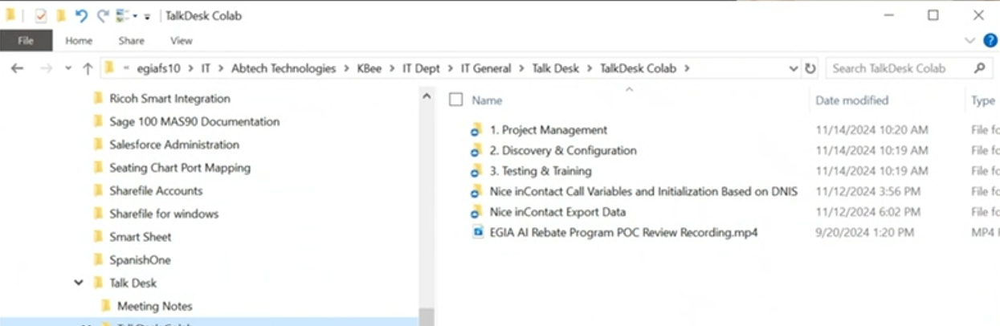 TalkDesk Colab
File Home Share View
« egiafs10 > IT > Abtech Technologies > KBee > IT Dept > IT General > Talk Desk > TalkDesk Colab >
Search TalkDesk Colab
Ricoh Smart Integration
Sage 100 MAS90 Documentation
Salesforce Administration
Seating Chart Port Mapping
Sharefile Accounts
Sharefile for windows
Smart Sheet
SpanishOne
Talk Desk
Meeting Notes
Name Date modified Type
1. Project Management 11/14/2024 10:20 AM File fo
2. Discovery & Configuration 11/14/2024 10:19 AM File fo
3. Testing & Training 11/14/2024 10:19 AM File fo
Nice inContact Call Variables and Initialization Based on DNIS 11/12/2024 3:56 PM File fo
Nice inContact Export Data 11/12/2024 6:02 PM File fo
EGIA AI Rebate Program POC Review Recording.mp4 9/20/2024 1:20 PM MP4